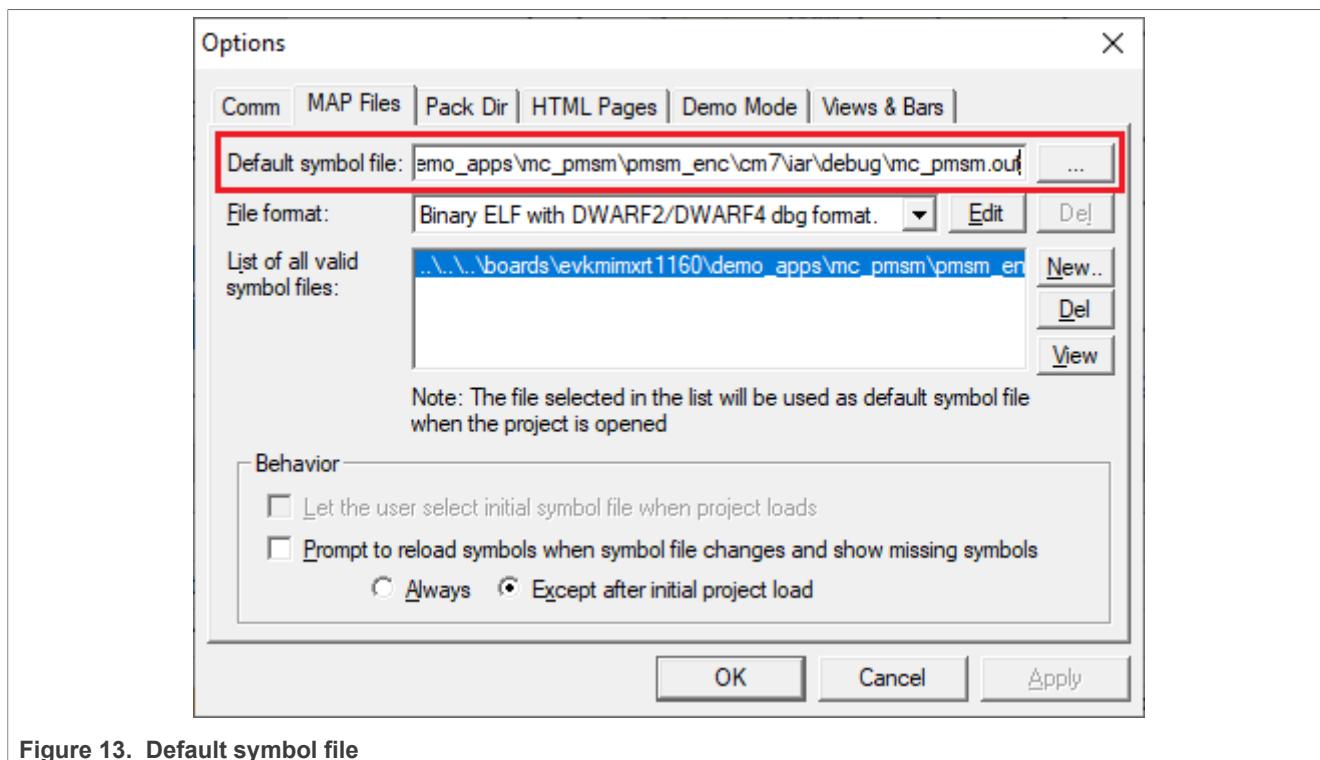 Options
Comm MAP Files Pack Dir HTML Pages Demo Mode Views & Bars
Default symbol file: emo_apps\mc_pmsm\pmsm_enc\cm7\iar\debug\mc_pmsm.out ...
File format: Binary ELF with DWARF2/DWARF4 dbg format. Edit Del
List of all valid symbol files:
..\..\..\boards\evkmimxrt1160\demo_apps\mc_pmsm\pmsm_en
New..
Del
View
Note: The file selected in the list will be used as default symbol file
when the project is opened
Behavior
Let the user select initial symbol file when project loads
Prompt to reload symbols when symbol file changes and show missing symbols
Always Except after initial project load
OK Cancel Apply
Figure 13. Default symbol file